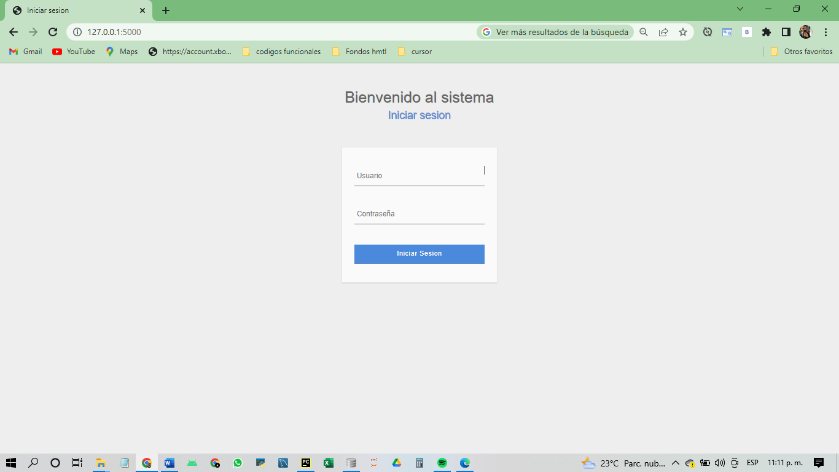 Iniciar sesion
127.0.0.1:5000
Ver más resultados de la búsqueda
Gmail YouTube Maps https://account.xbo... codigos funcionales Fondos hmtl cursor Otros favoritos
Bienvenido al sistema
Iniciar sesion
Usuario
Contraseña
Iniciar Sesion
23°C Parc. nub... ESP 11:11 p. m.